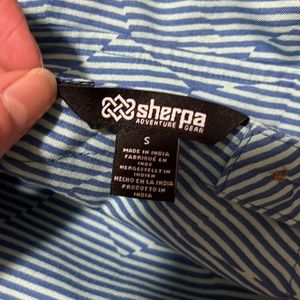 sherpa
ADVENTURE GEAR
S
MADE IN INDIA
FABRIQUÉ EN
INDE
HERGESTELLT IN
INDIEN
HECHO EN LA INDIA
PRODOTTO IN
INDIA